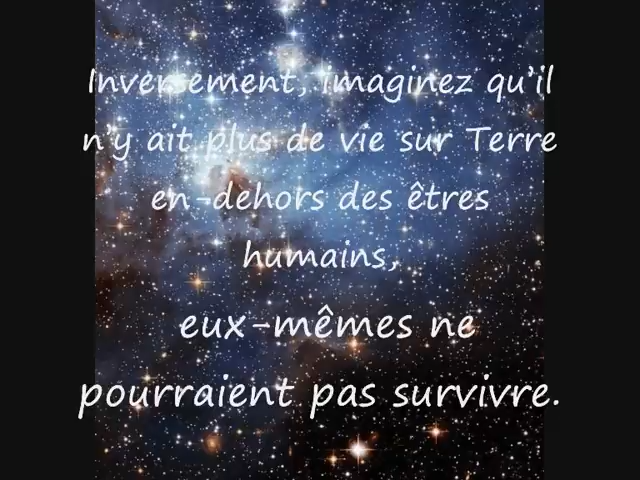 Inversement, imaginez qu'il
n'y ait plus de vie sur Terre
en-dehors des êtres
humains,
eux-mêmes ne
pourraient pas survivre.